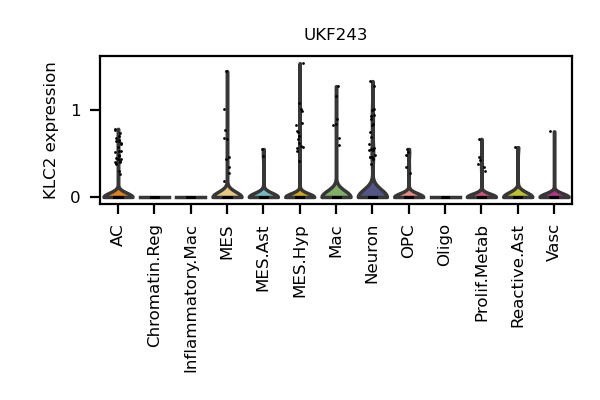 UKF243
KLC2 expression
1
0
AC
Chromatin.Reg
Inflammatory.Mac
MES
MES.Ast
MES.Hyp
Mac
Neuron
OPC
Oligo
Prolif.Metab
Reactive.Ast
Vasc